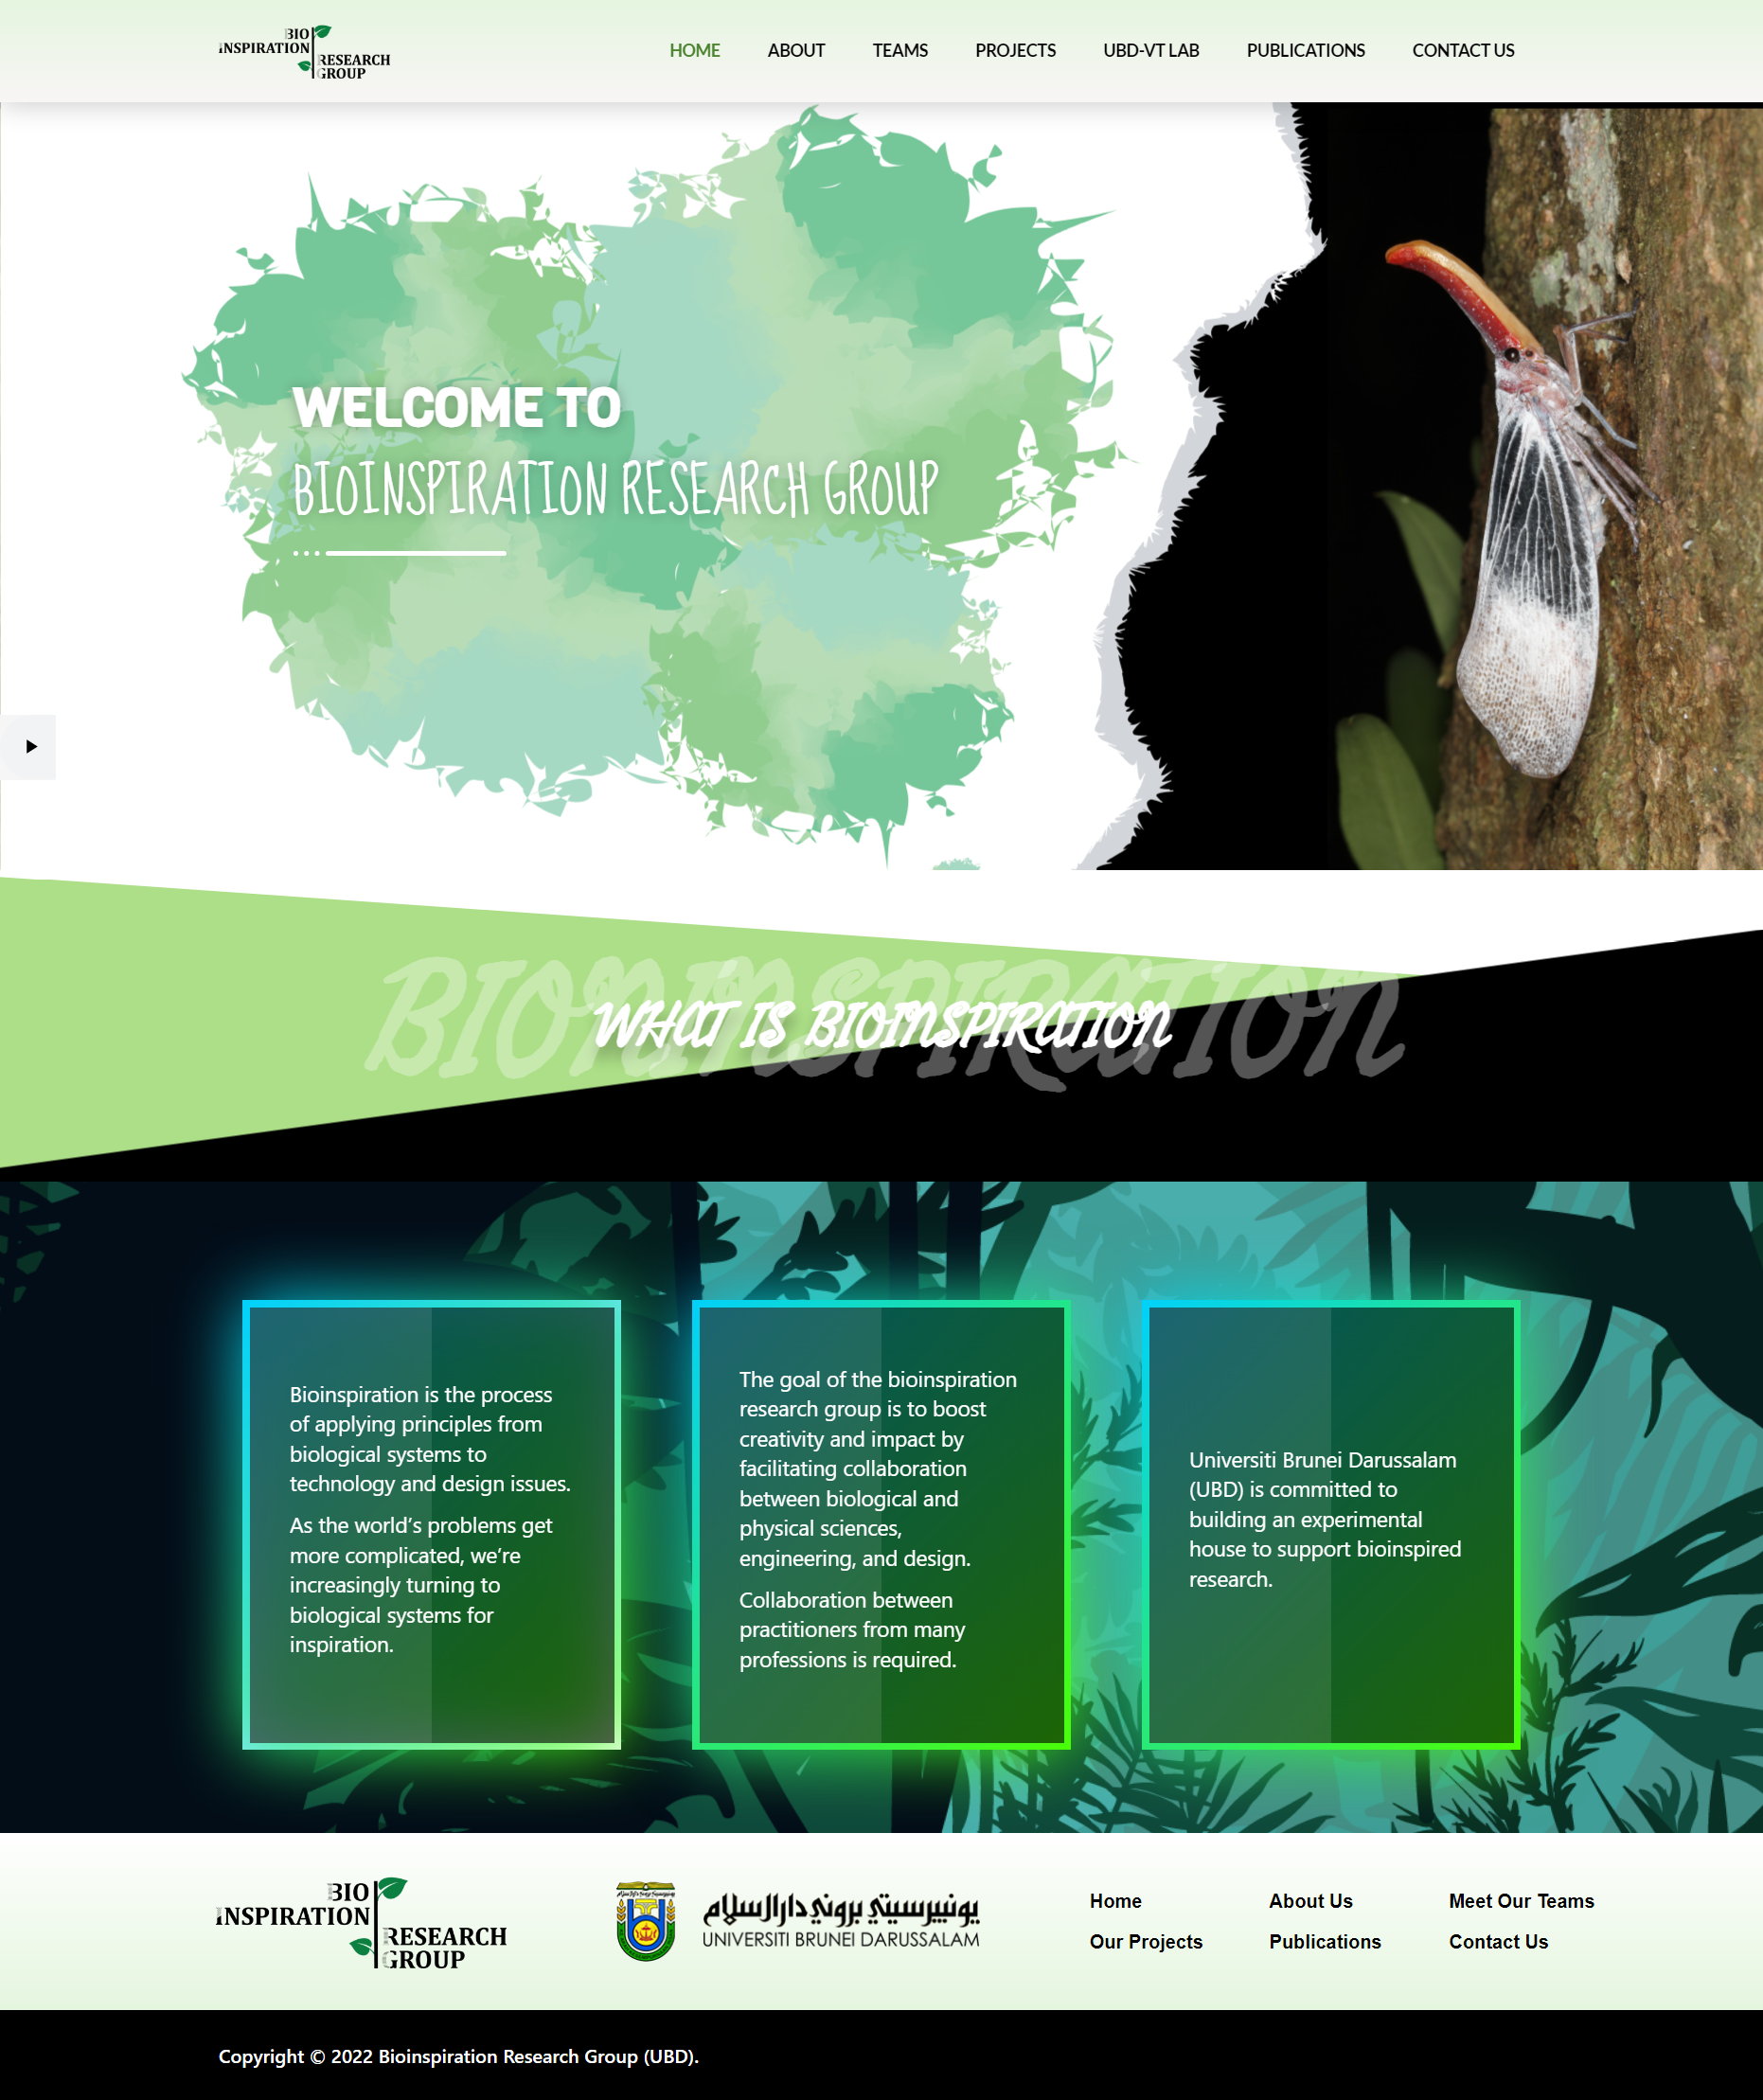 BIO
INSPIRATION
RESEARCH
GROUP
HOME ABOUT TEAMS PROJECTS UBD-VT LAB PUBLICATIONS CONTACT US
WELCOME TO
BIOINSPIRATION RESEARCH GROUP
BIONINSPIRATION
WHAT IS BIOINSPIRATION
Bioinspiration is the process
of applying principles from
biological systems to
technology and design issues.
As the world’s problems get
more complicated, we’re
increasingly turning to
biological systems for
inspiration.
The goal of the bioinspiration
research group is to boost
creativity and impact by
facilitating collaboration
between biological and
physical sciences,
engineering, and design.
Collaboration between
practitioners from many
professions is required.
Universiti Brunei Darussalam
(UBD) is committed to
building an experimental
house to support bioinspired
research.
BIO
INSPIRATION
RESEARCH
GROUP
يونيبرسيتي بروني دارالسلام
UNIVERSITI BRUNEI DARUSSALAM
Home About Us Meet Our Teams
Our Projects Publications Contact Us
Copyright © 2022 Bioinspiration Research Group (UBD).